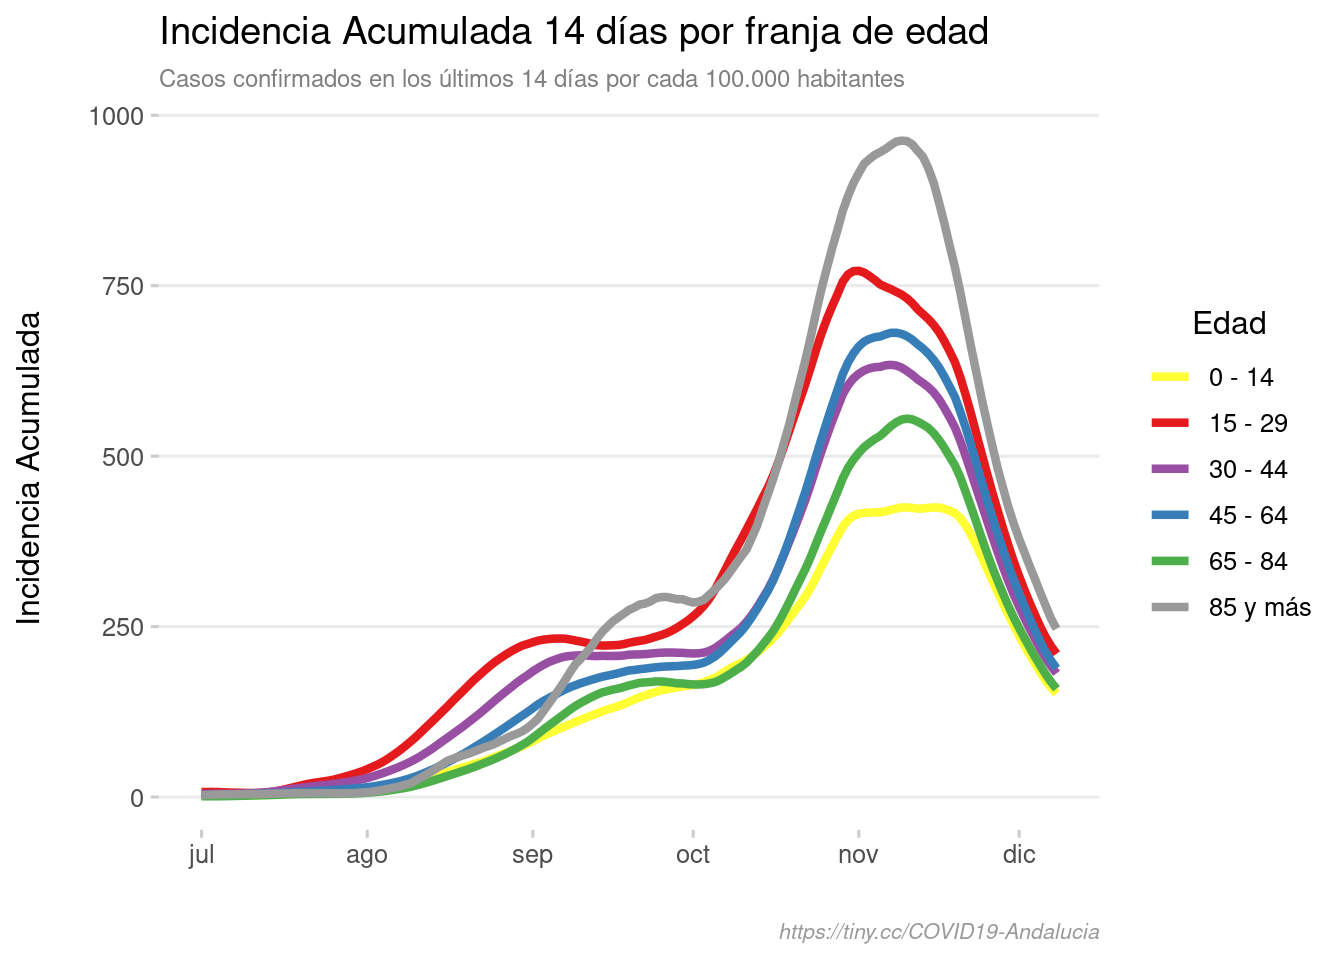 Incidencia Acumulada 14 días por franja de edad
Casos confirmados en los últimos 14 días por cada 100.000 habitantes
Incidencia Acumulada
1000
750
500
250
0
jul ago sep oct nov dic
Edad
0 - 14
15 - 29
30 - 44
45 - 64
65 - 84
85 y más
https://tiny.cc/COVID19-Andalucia